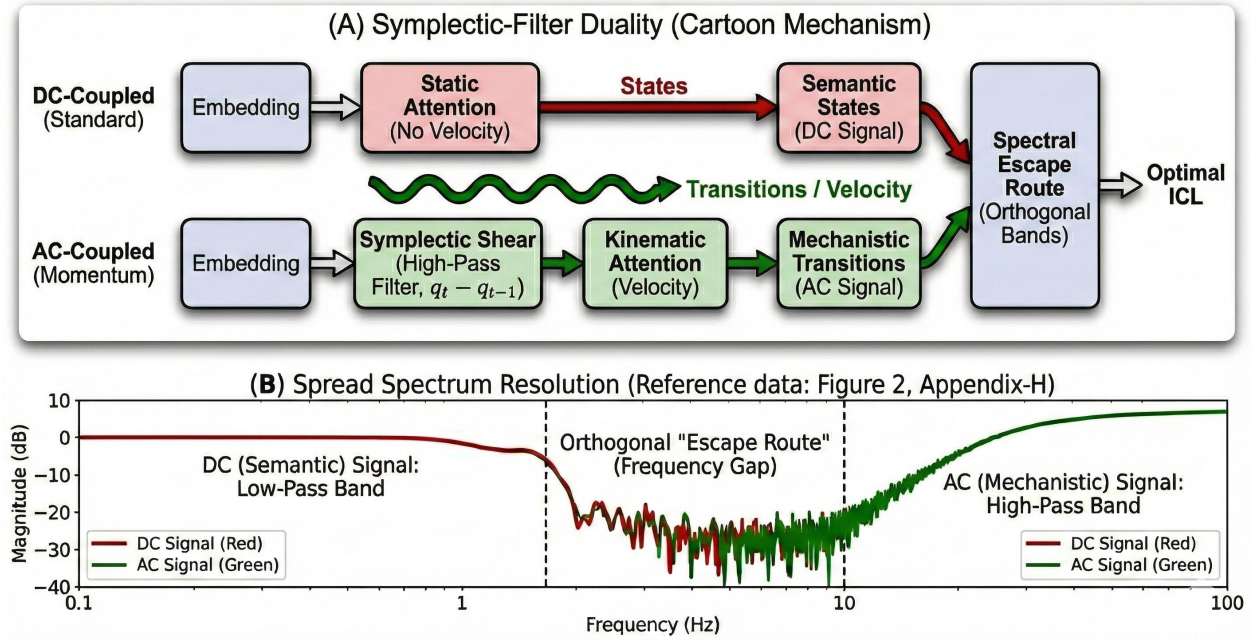 (A) Symplectic-Filter Duality (Cartoon Mechanism)
DC-Coupled
(Standard)
Embedding
Static
Attention
(No Velocity)
States
Semantic
States
(DC Signal)
Transitions / Velocity
AC-Coupled
(Momentum)
Embedding
Symplectic Shear
(High-Pass
Filter, qₜ − qₜ₋₁)
Kinematic
Attention
(Velocity)
Mechanistic
Transitions
(AC Signal)
Spectral
Escape
Route
(Orthogonal
Bands)
Optimal
ICL
(B) Spread Spectrum Resolution (Reference data: Figure 2, Appendix-H)
Magnitude (dB)
10
0
−10
−20
−30
−40
DC (Semantic) Signal:
Low-Pass Band
Orthogonal "Escape Route"
(Frequency Gap)
AC (Mechanistic) Signal:
High-Pass Band
DC Signal (Red)
AC Signal (Green)
DC Signal (Red)
AC Signal (Green)
0.1
1
10
100
Frequency (Hz)